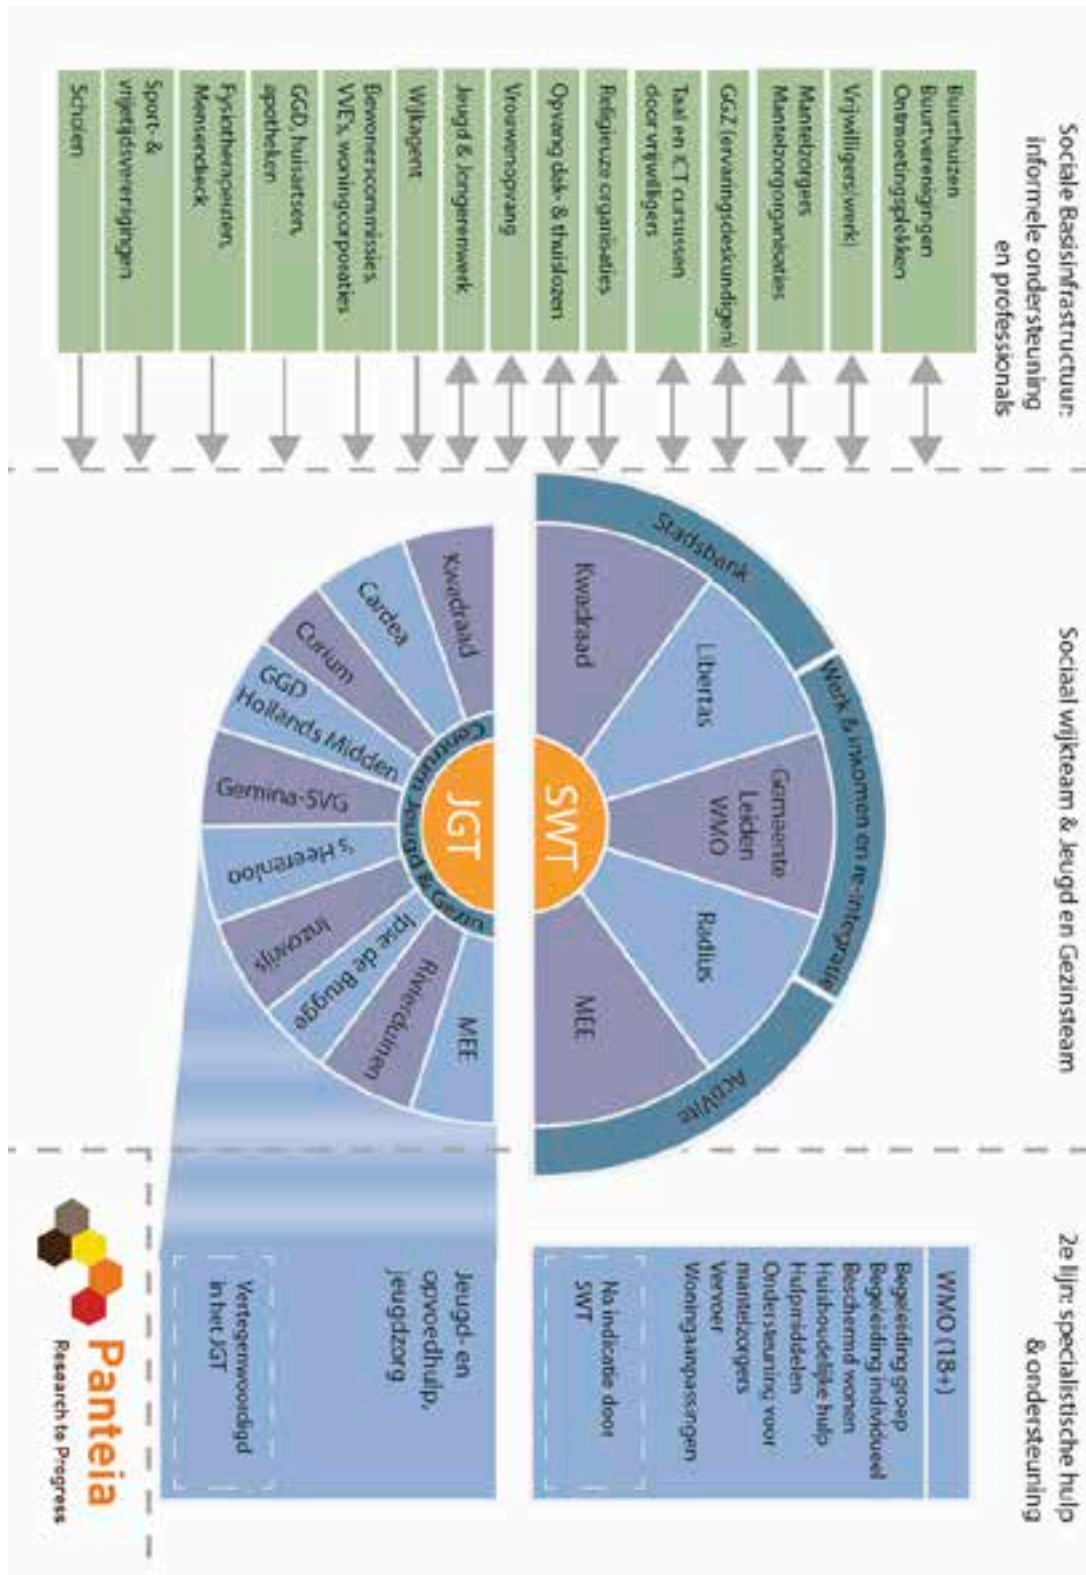 Sociale Basisinfrastructuur:
informele ondersteuning
en professionals
Buurthuizen
Buurtverenigingen
Ontmoetingsplekken
Vrijwilligers(werk)
Mantelzorgers
Mantelzorgorganisaties
GGZ (ervaringsdeskundigen)
Taal en ICT cursussen
door vrijwilligers
Religieuze organisaties
Opvang dak- & thuislozen
Vrouwenopvang
Jeugd & Jongerenwerk
Wijkagent
Bewonerscommissies,
VVE's, woningcorporaties
GGD, huisartsen,
apotheken
Fysiotherapeuten,
Mensendieck
Sport- &
vrijetijdsverenigingen
Scholen
Sociaal wijkteam & Jeugd en Gezinsteam
Stadsbank
Werk & inkomen en re-integratie
ActiVite
Kwadraad
Libertas
Gemeente
Leiden
WMO
Radius
MEE
SWT
JGT
Centrum Jeugd & Gezin
Kwadraad
Cardea
Curium
GGD
Hollands Midden
Gemina-SVG
's Heerenloo
Inzowijs
Ipse de Brugge
Rivierduinen
MEE
2e lijn: specialistische hulp
& ondersteuning
WMO (18+)
Begeleiding groep
Begeleiding individueel
Beschermd wonen
Huishoudelijke hulp
Hulpmiddelen
Ondersteuning voor
mantelzorgers
Vervoer
Woningaanpassingen
Na indicatie door
SWT
Jeugd- en
opvoedhulp,
jeugdzorg
Vertegenwoordigd
in het JGT
Panteia
Research to Progress